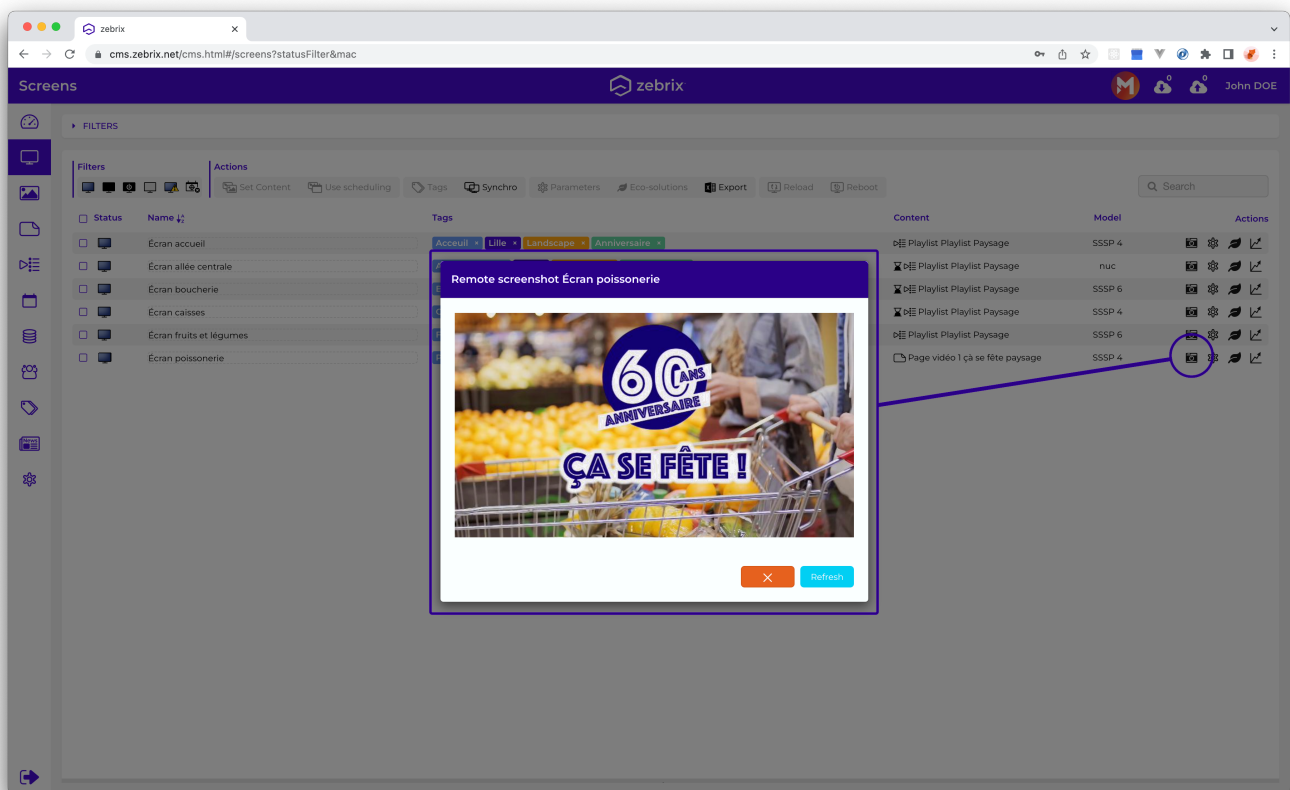 zebrix
cms.zebrix.net/cms.html#/screens?statusFilter&mac
Screens
zebrix
0
0
John DOE
FILTERS
Filters
Actions
Set Content
Use scheduling
Tags
Synchro
Parameters
Eco-solutions
Export
Reload
Reboot
Search
Status
Name
Tags
Content
Model
Actions
Écran accueil
Acceuil ×
Lille ×
Landscape ×
Anniversaire ×
Playlist Playlist Paysage
SSSP 4
Écran allée centrale
Playlist Playlist Paysage
nuc
Écran boucherie
Playlist Playlist Paysage
SSSP 6
Écran caisses
Playlist Playlist Paysage
SSSP 4
Écran fruits et légumes
Playlist Playlist Paysage
SSSP 6
Écran poissonerie
Page vidéo 1 çà se fête paysage
SSSP 4
Remote screenshot Écran poissonerie
60
ANS
ANNIVERSAIRE
ÇA SE FÊTE !
Refresh
NEWS